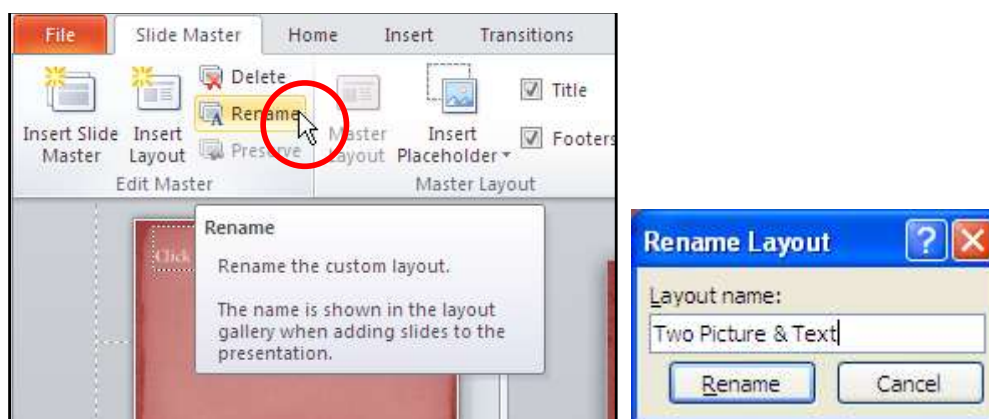 File Slide Master Home Insert Transitions
Delete
Rename
Preserve
Insert Slide Master
Insert Layout
Master Layout
Insert Placeholder
Title
Footers
Edit Master
Master Layout
Click
Rename
Rename the custom layout.
The name is shown in the layout
gallery when adding slides to the
presentation.
Rename Layout
Layout name:
Two Picture & Text
Rename Cancel